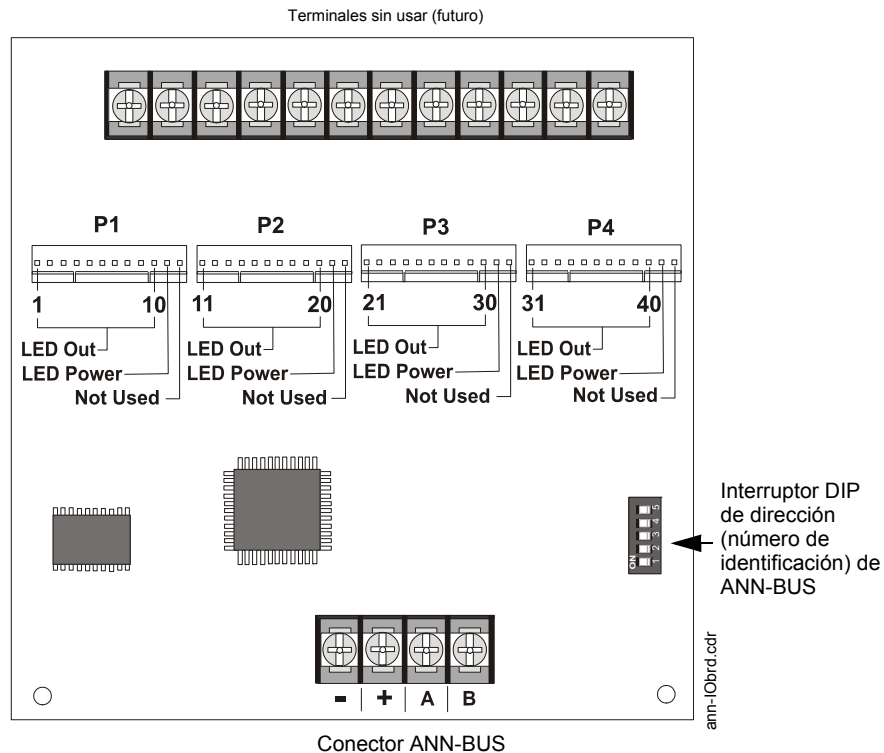 Terminales sin usar (futuro)
P1
P2
P3
P4
1
10
11
20
21
30
31
40
LED Out
LED Power
Not Used
LED Out
LED Power
Not Used
LED Out
LED Power
Not Used
LED Out
LED Power
Not Used
ON
1 2 3 4 5
Interruptor DIP
de dirección
(número de
identificación) de
ANN-BUS
- + A B
ann-IObrd.cdr
Conector ANN-BUS